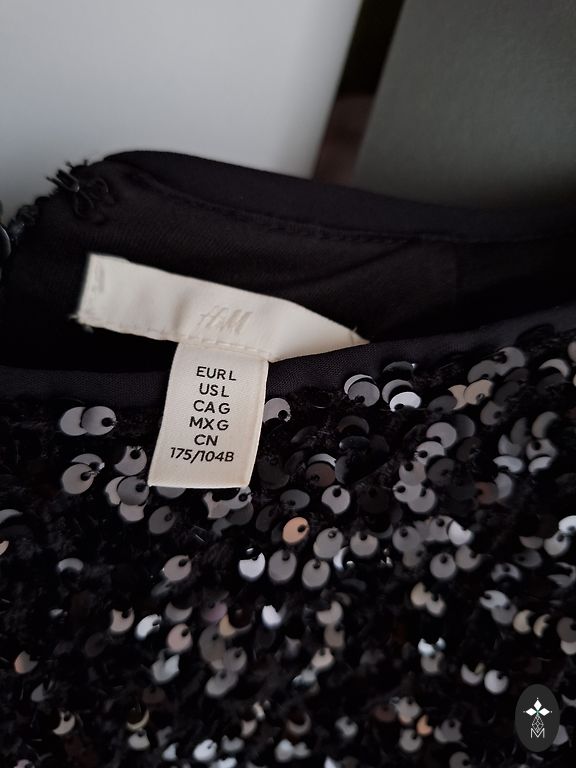 H&M
EUR L
US L
CA G
MX G
CN
175/104B
M